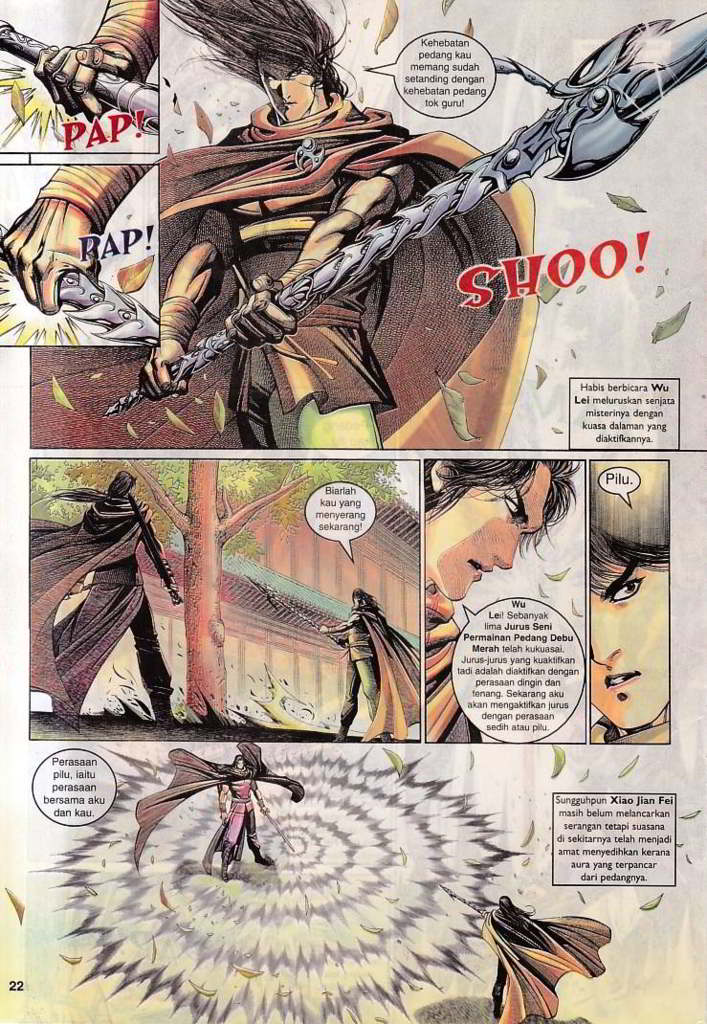 Kehebatan
pedang kau
memang sudah
setanding dengan
kehebatan pedang
tok guru!
PAP!
PAP!
SHOO!
Habis berbicara Wu
Lei meluruskan senjata
misterinya dengan
kuasa dalaman yang
diaktifkannya.
Biarlah
kau yang
menyerang
sekarang!
Wu
Lei! Sebanyak
lima Jurus Seni
Permainan Pedang Debu
Merah telah kukuasai.
Jurus-jurus yang kuaktifkan
tadi adalah diaktifkan dengan
perasaan dingin dan
tenang. Sekarang aku
akan mengaktifkan jurus
dengan perasaan
sedih atau pilu.
Pilu.
Perasaan
pilu, iaitu
perasaan
bersama aku
dan kau.
Sungguhpun Xiao Jian Fei
masih belum melancarkan
serangan tetapi suasana
di sekitarnya telah menjadi
amat menyedihkan kerana
aura yang terpancar
dari pedangnya.
22